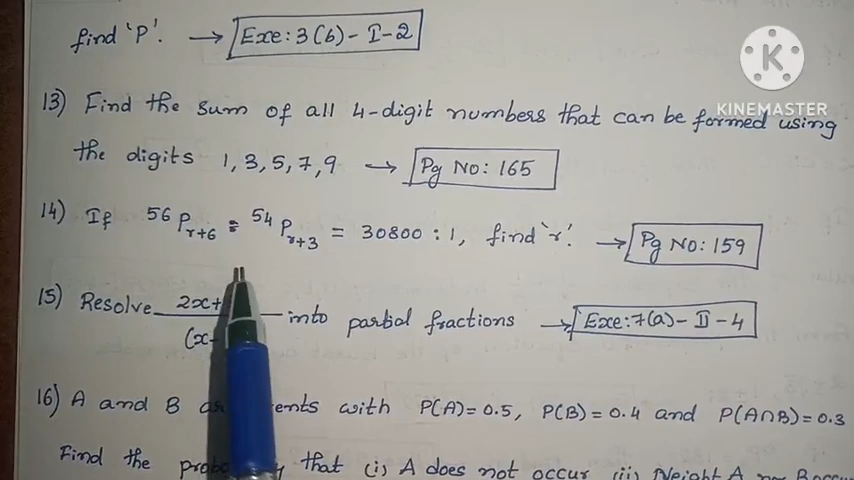 find 'P'. → Exe: 3(b) - I - 2
KINEMASTER
13) Find the sum of all 4-digit numbers that can be formed using
the digits 1, 3, 5, 7, 9 → Pg No: 165
14) If ⁵⁶Pᵣ₊₆ : ⁵⁴Pᵣ₊₃ = 30800 : 1, find 'r'. → Pg No: 159
15) Resolve 2x+ into partial fractions → Exe: 7(a) - II - 4
(x-
16) A and B with P(A) = 0.5, P(B) = 0.4 and P(A∩B) = 0.3
Find the that (i) A does not occur (ii) Neight A